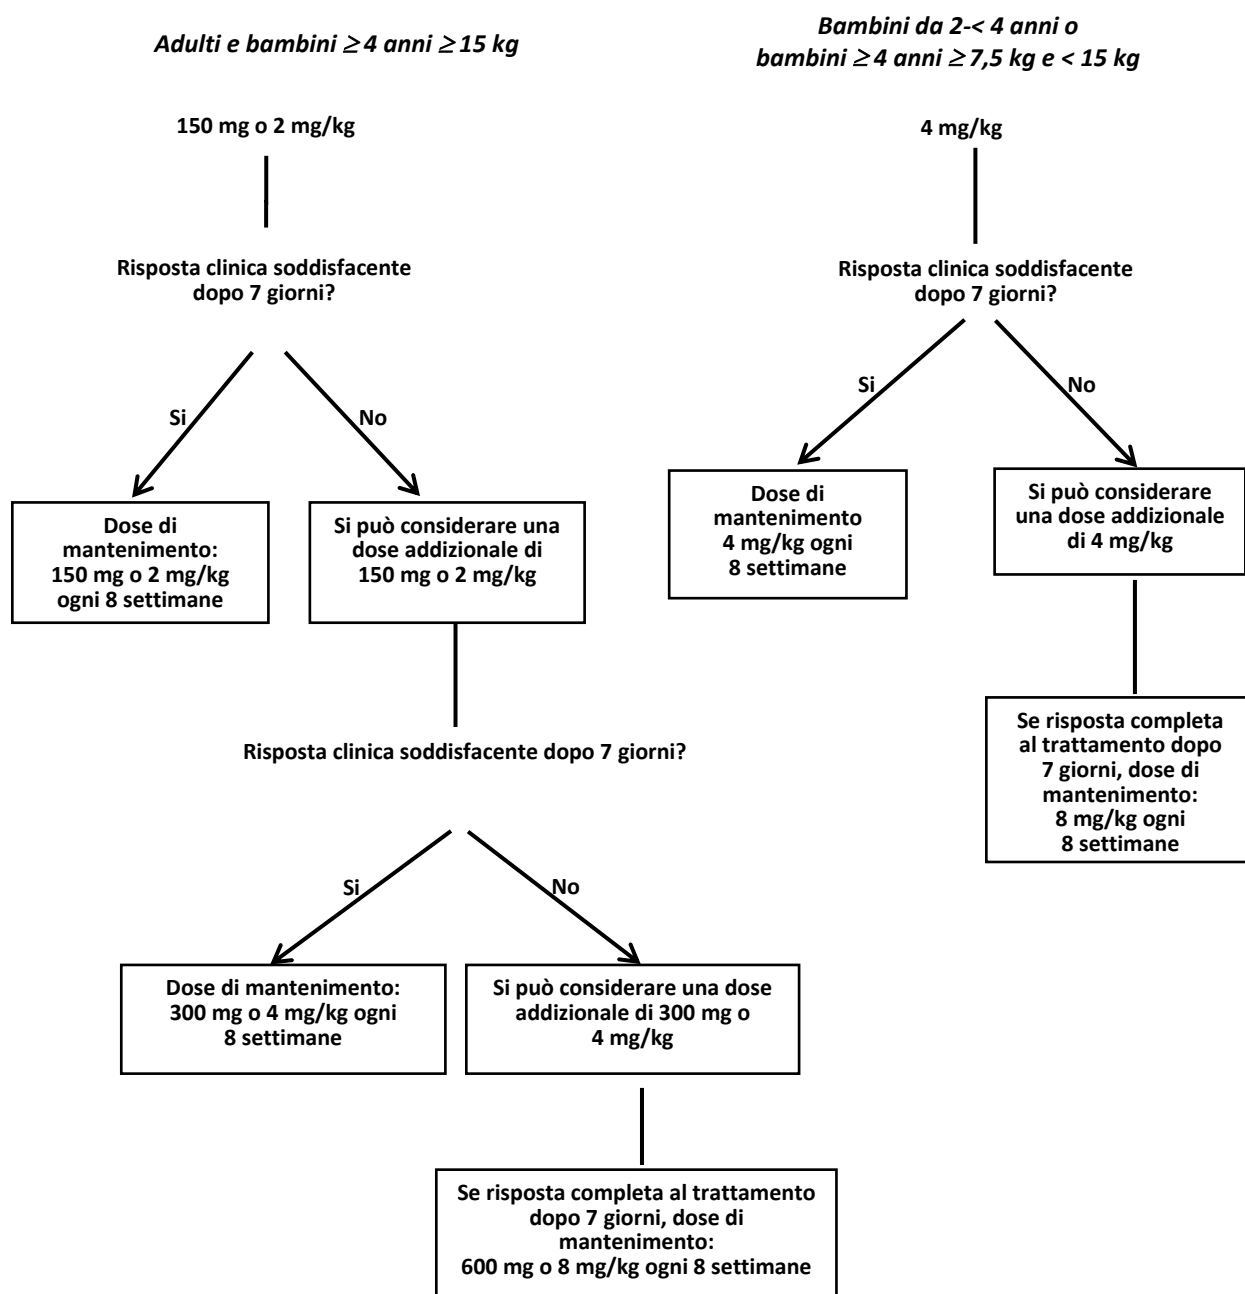 Adulti e bambini ≥ 4 anni ≥ 15 kg
150 mg o 2 mg/kg
Risposta clinica soddisfacente
dopo 7 giorni?
Si
No
Dose di
mantenimento:
150 mg o 2 mg/kg
ogni 8 settimane
Si può considerare una
dose addizionale di
150 mg o 2 mg/kg
Risposta clinica soddisfacente dopo 7 giorni?
Si
No
Dose di mantenimento:
300 mg o 4 mg/kg ogni
8 settimane
Si può considerare una dose
addizionale di 300 mg o
4 mg/kg
Se risposta completa al trattamento
dopo 7 giorni, dose di
mantenimento:
600 mg o 8 mg/kg ogni 8 settimane
Bambini da 2-< 4 anni o
bambini ≥ 4 anni ≥ 7,5 kg e < 15 kg
4 mg/kg
Risposta clinica soddisfacente
dopo 7 giorni?
Si
No
Dose di
mantenimento
4 mg/kg ogni
8 settimane
Si può considerare
una dose addizionale
di 4 mg/kg
Se risposta completa
al trattamento dopo
7 giorni, dose di
mantenimento:
8 mg/kg ogni
8 settimane